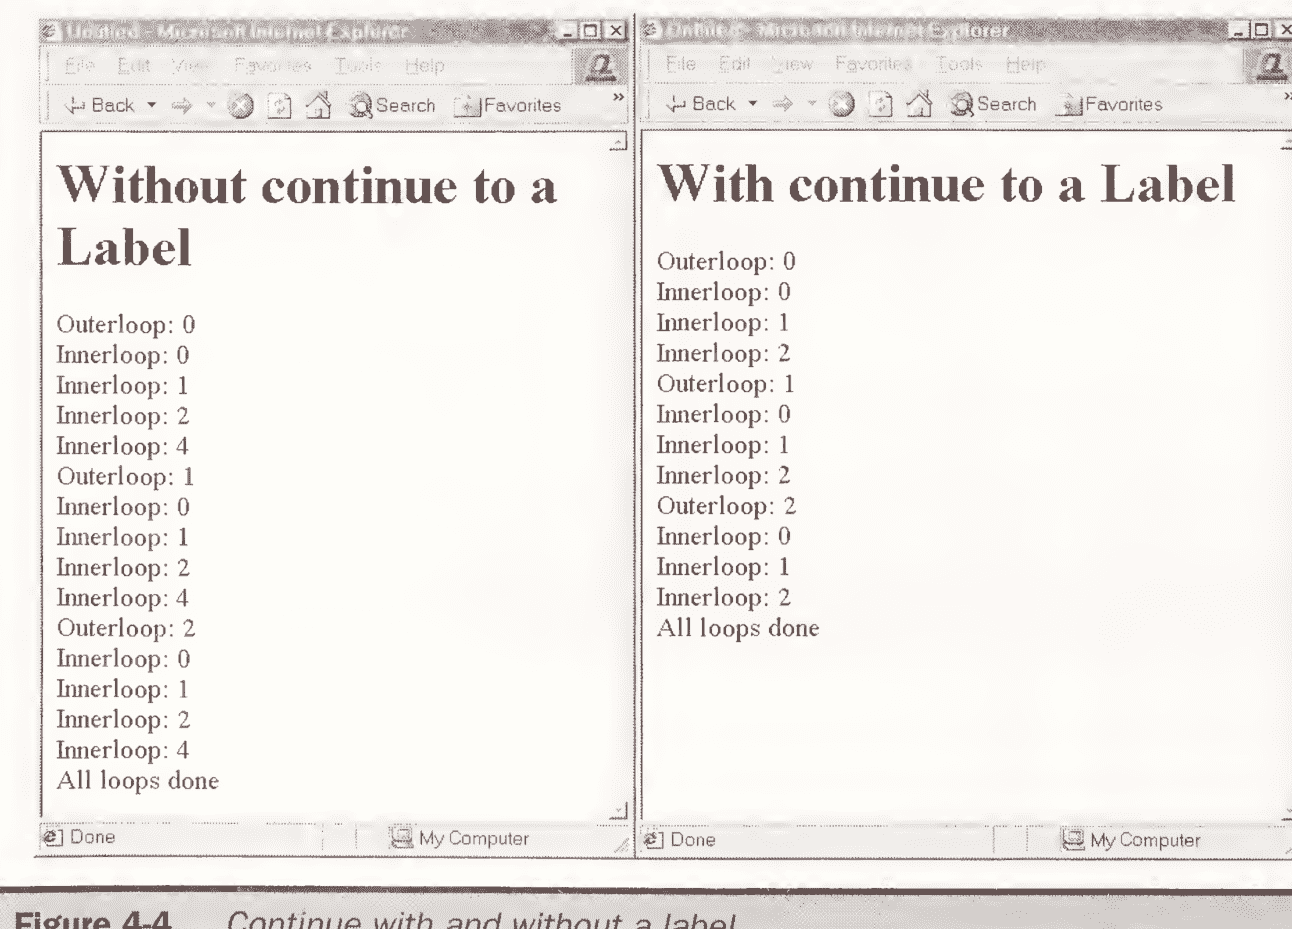 Untitled - Microsoft Internet Explorer
File Edit View Favorites Tools Help
Back Search Favorites »
Without continue to a
Label
Outerloop: 0
Innerloop: 0
Innerloop: 1
Innerloop: 2
Innerloop: 4
Outerloop: 1
Innerloop: 0
Innerloop: 1
Innerloop: 2
Innerloop: 4
Outerloop: 2
Innerloop: 0
Innerloop: 1
Innerloop: 2
Innerloop: 4
All loops done
Done My Computer
Microsoft Internet Explorer
File Edit View Favorites Tools Help
Back Search Favorites »
With continue to a Label
Outerloop: 0
Innerloop: 0
Innerloop: 1
Innerloop: 2
Outerloop: 1
Innerloop: 0
Innerloop: 1
Innerloop: 2
Outerloop: 2
Innerloop: 0
Innerloop: 1
Innerloop: 2
All loops done
Done My Computer
Figure 4-4 Continue with and without a label